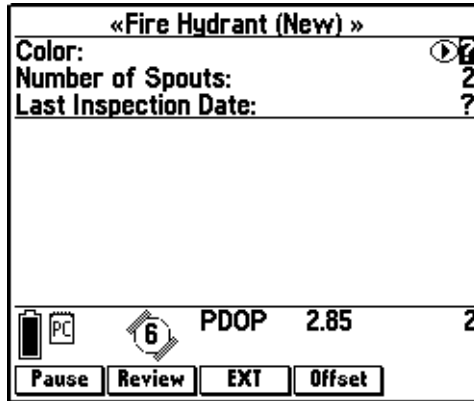 «Fire Hydrant (New) »
Color: ?
Number of Spouts: 2
Last Inspection Date: ?
PC 6 PDOP 2.85 2
Pause Review EXT Offset